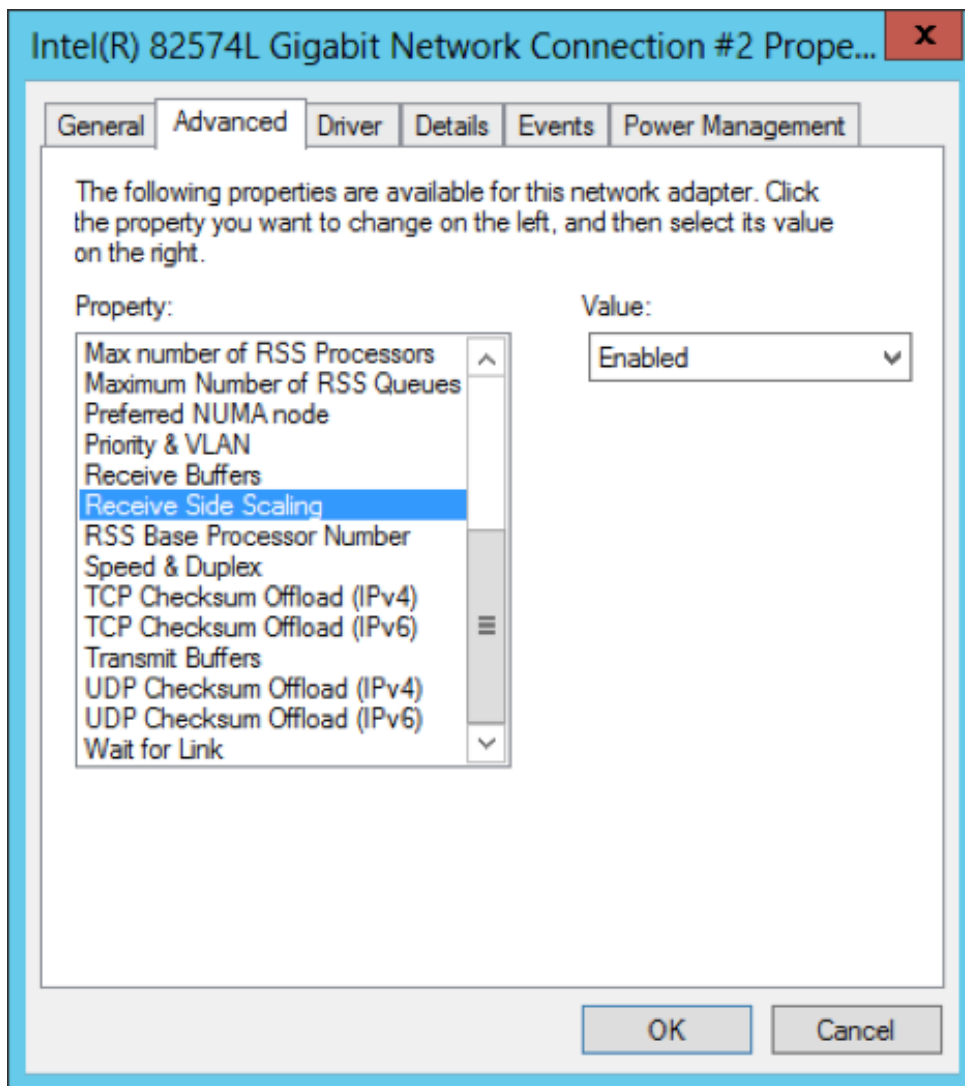 Intel(R) 82574L Gigabit Network Connection #2 Prope...
x
General Advanced Driver Details Events Power Management
The following properties are available for this network adapter. Click
the property you want to change on the left, and then select its value
on the right.
Property:
Value:
Max number of RSS Processors
Maximum Number of RSS Queues
Preferred NUMA node
Priority & VLAN
Receive Buffers
Receive Side Scaling
RSS Base Processor Number
Speed & Duplex
TCP Checksum Offload (IPv4)
TCP Checksum Offload (IPv6)
Transmit Buffers
UDP Checksum Offload (IPv4)
UDP Checksum Offload (IPv6)
Wait for Link
Enabled
OK
Cancel